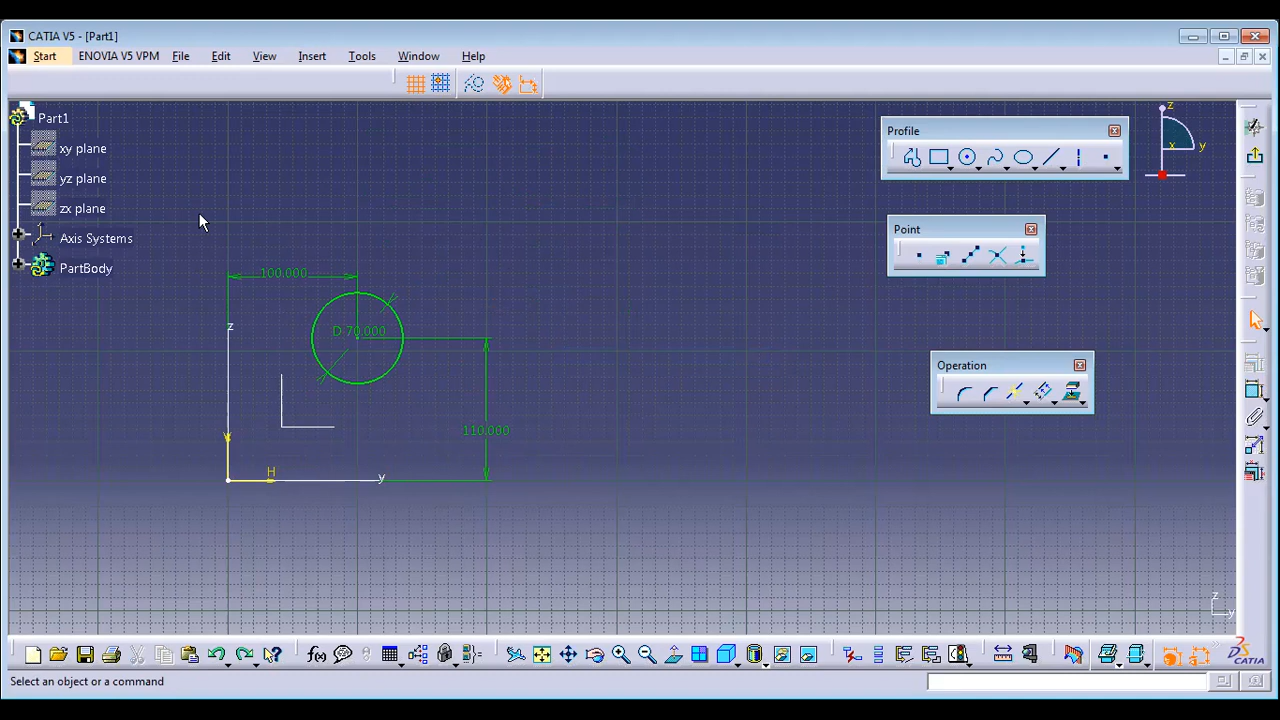 CATIA V5 - [Part1]
Start ENOVIA V5 VPM File Edit View Insert Tools Window Help
Part1
xy plane
yz plane
zx plane
Axis Systems
PartBody
Profile
z
x y
Point
100.000
D 70.000
z
Operation
110.000
V
H
y
z
y
f(x)
DS
CATIA
Select an object or a command